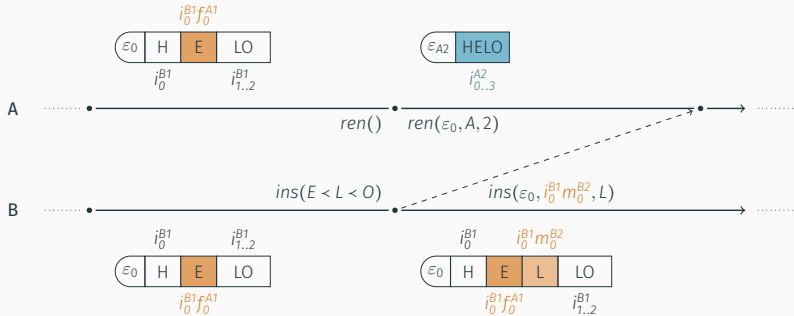 i₀ᴮ¹f₀ᴬ¹
ε₀ H E LO
i₀ᴮ¹ i₁..₂ᴮ¹
ε_A2 HELO
i₀..₃ᴬ²
A
ren() ren(ε₀, A, 2)
ins(E ≺ L ≺ O) ins(ε₀, i₀ᴮ¹m₀ᴮ², L)
B
i₀ᴮ¹ i₁..₂ᴮ¹
ε₀ H E LO
i₀ᴮ¹f₀ᴬ¹
i₀ᴮ¹ i₀ᴮ¹m₀ᴮ²
ε₀ H E L LO
i₀ᴮ¹f₀ᴬ¹ i₁..₂ᴮ¹